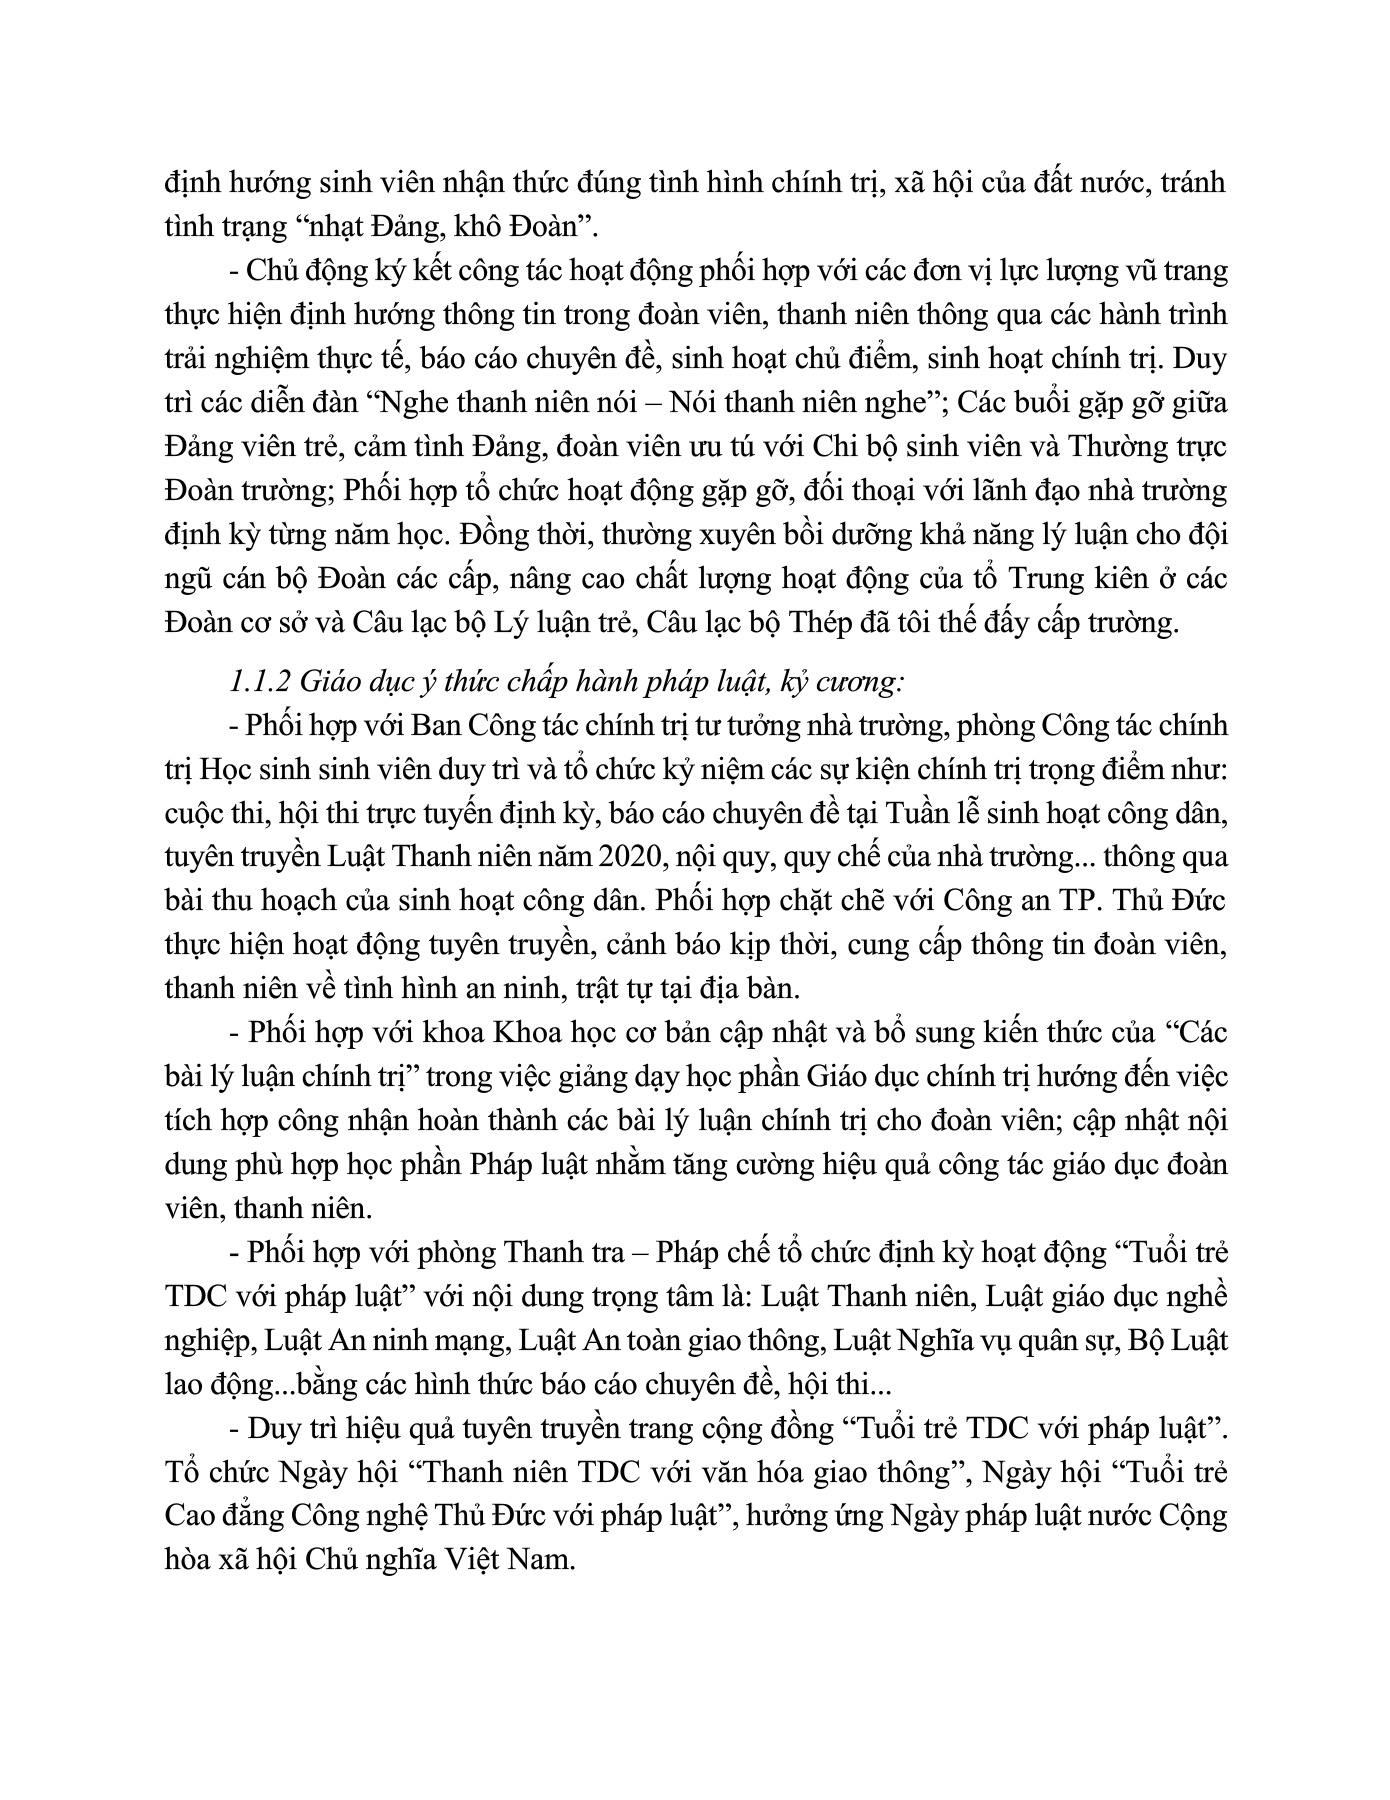 định hướng sinh viên nhận thức đúng tình hình chính trị, xã hội của đất nước, tránh
tình trạng “nhạt Đảng, khô Đoàn”.
- Chủ động ký kết công tác hoạt động phối hợp với các đơn vị lực lượng vũ trang
thực hiện định hướng thông tin trong đoàn viên, thanh niên thông qua các hành trình
trải nghiệm thực tế, báo cáo chuyên đề, sinh hoạt chủ điểm, sinh hoạt chính trị. Duy
trì các diễn đàn “Nghe thanh niên nói – Nói thanh niên nghe”; Các buổi gặp gỡ giữa
Đảng viên trẻ, cảm tình Đảng, đoàn viên ưu tú với Chi bộ sinh viên và Thường trực
Đoàn trường; Phối hợp tổ chức hoạt động gặp gỡ, đối thoại với lãnh đạo nhà trường
định kỳ từng năm học. Đồng thời, thường xuyên bồi dưỡng khả năng lý luận cho đội
ngũ cán bộ Đoàn các cấp, nâng cao chất lượng hoạt động của tổ Trung kiên ở các
Đoàn cơ sở và Câu lạc bộ Lý luận trẻ, Câu lạc bộ Thép đã tôi thế đấy cấp trường.
1.1.2 Giáo dục ý thức chấp hành pháp luật, kỷ cương:
- Phối hợp với Ban Công tác chính trị tư tưởng nhà trường, phòng Công tác chính
trị Học sinh sinh viên duy trì và tổ chức kỷ niệm các sự kiện chính trị trọng điểm như:
cuộc thi, hội thi trực tuyến định kỳ, báo cáo chuyên đề tại Tuần lễ sinh hoạt công dân,
tuyên truyền Luật Thanh niên năm 2020, nội quy, quy chế của nhà trường... thông qua
bài thu hoạch của sinh hoạt công dân. Phối hợp chặt chẽ với Công an TP. Thủ Đức
thực hiện hoạt động tuyên truyền, cảnh báo kịp thời, cung cấp thông tin đoàn viên,
thanh niên về tình hình an ninh, trật tự tại địa bàn.
- Phối hợp với khoa Khoa học cơ bản cập nhật và bổ sung kiến thức của “Các
bài lý luận chính trị” trong việc giảng dạy học phần Giáo dục chính trị hướng đến việc
tích hợp công nhận hoàn thành các bài lý luận chính trị cho đoàn viên; cập nhật nội
dung phù hợp học phần Pháp luật nhằm tăng cường hiệu quả công tác giáo dục đoàn
viên, thanh niên.
- Phối hợp với phòng Thanh tra – Pháp chế tổ chức định kỳ hoạt động “Tuổi trẻ
TDC với pháp luật” với nội dung trọng tâm là: Luật Thanh niên, Luật giáo dục nghề
nghiệp, Luật An ninh mạng, Luật An toàn giao thông, Luật Nghĩa vụ quân sự, Bộ Luật
lao động...bằng các hình thức báo cáo chuyên đề, hội thi...
- Duy trì hiệu quả tuyên truyền trang cộng đồng “Tuổi trẻ TDC với pháp luật”.
Tổ chức Ngày hội “Thanh niên TDC với văn hóa giao thông”, Ngày hội “Tuổi trẻ
Cao đẳng Công nghệ Thủ Đức với pháp luật”, hưởng ứng Ngày pháp luật nước Cộng
hòa xã hội Chủ nghĩa Việt Nam.